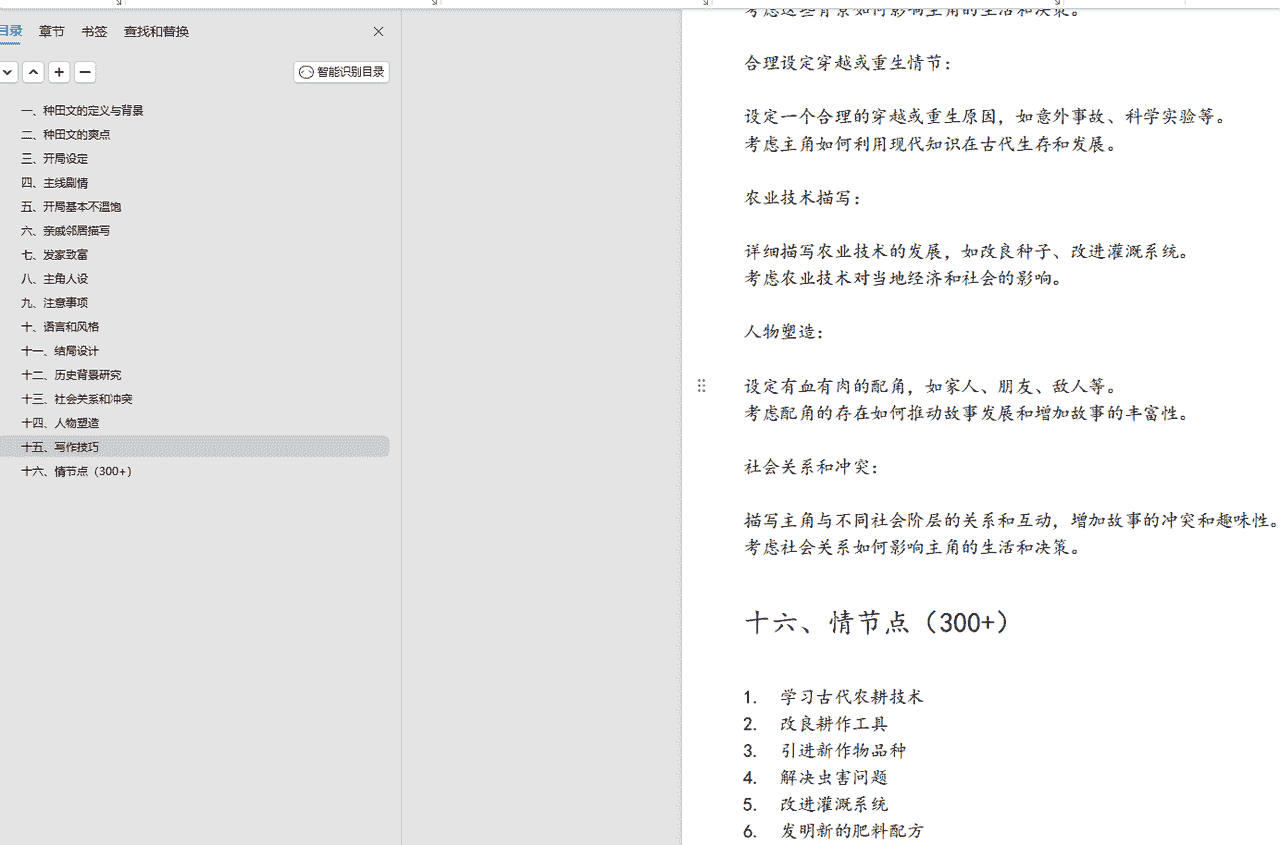 目录 章节 书签 查找和替换
智能识别目录
一、种田文的定义与背景
二、种田文的爽点
三、开局设定
四、主线剧情
五、开局基本不温饱
六、亲戚邻居描写
七、发家致富
八、主角人设
九、注意事项
十、语言和风格
十一、结局设计
十二、历史背景研究
十三、社会关系和冲突
十四、人物塑造
十五、写作技巧
十六、情节点（300+）
考虑这些背景如何影响主角的生活和决策。
合理设定穿越或重生情节：
设定一个合理的穿越或重生原因，如意外事故、科学实验等。
考虑主角如何利用现代知识在古代生存和发展。
农业技术描写：
详细描写农业技术的发展，如改良种子、改进灌溉系统。
考虑农业技术对当地经济和社会的影响。
人物塑造：
设定有血有肉的配角，如家人、朋友、敌人等。
考虑配角的存在如何推动故事发展和增加故事的丰富性。
社会关系和冲突：
描写主角与不同社会阶层的关系和互动，增加故事的冲突和趣味性。
考虑社会关系如何影响主角的生活和决策。
十六、情节点（300+）
1. 学习古代农耕技术
2. 改良耕作工具
3. 引进新作物品种
4. 解决虫害问题
5. 改进灌溉系统
6. 发明新的肥料配方